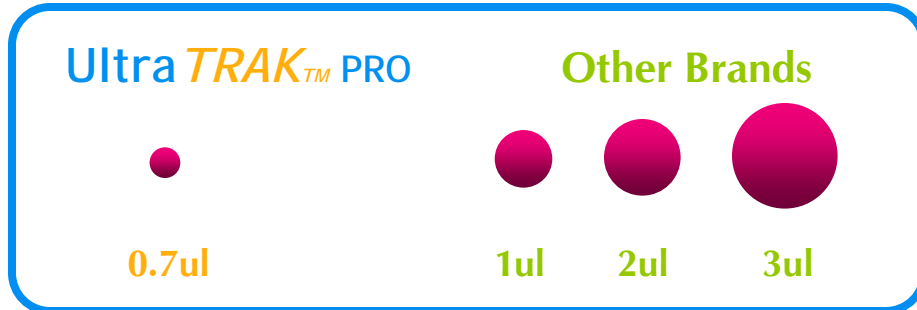 UltraTRAK™ PRO
Other Brands
0.7ul
1ul
2ul
3ul